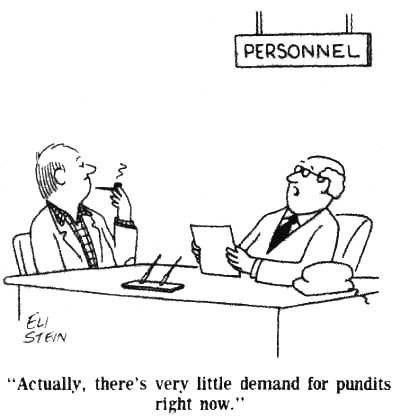 PERSONNEL
ELI
STEIN
"Actually, there's very little demand for pundits
right now."